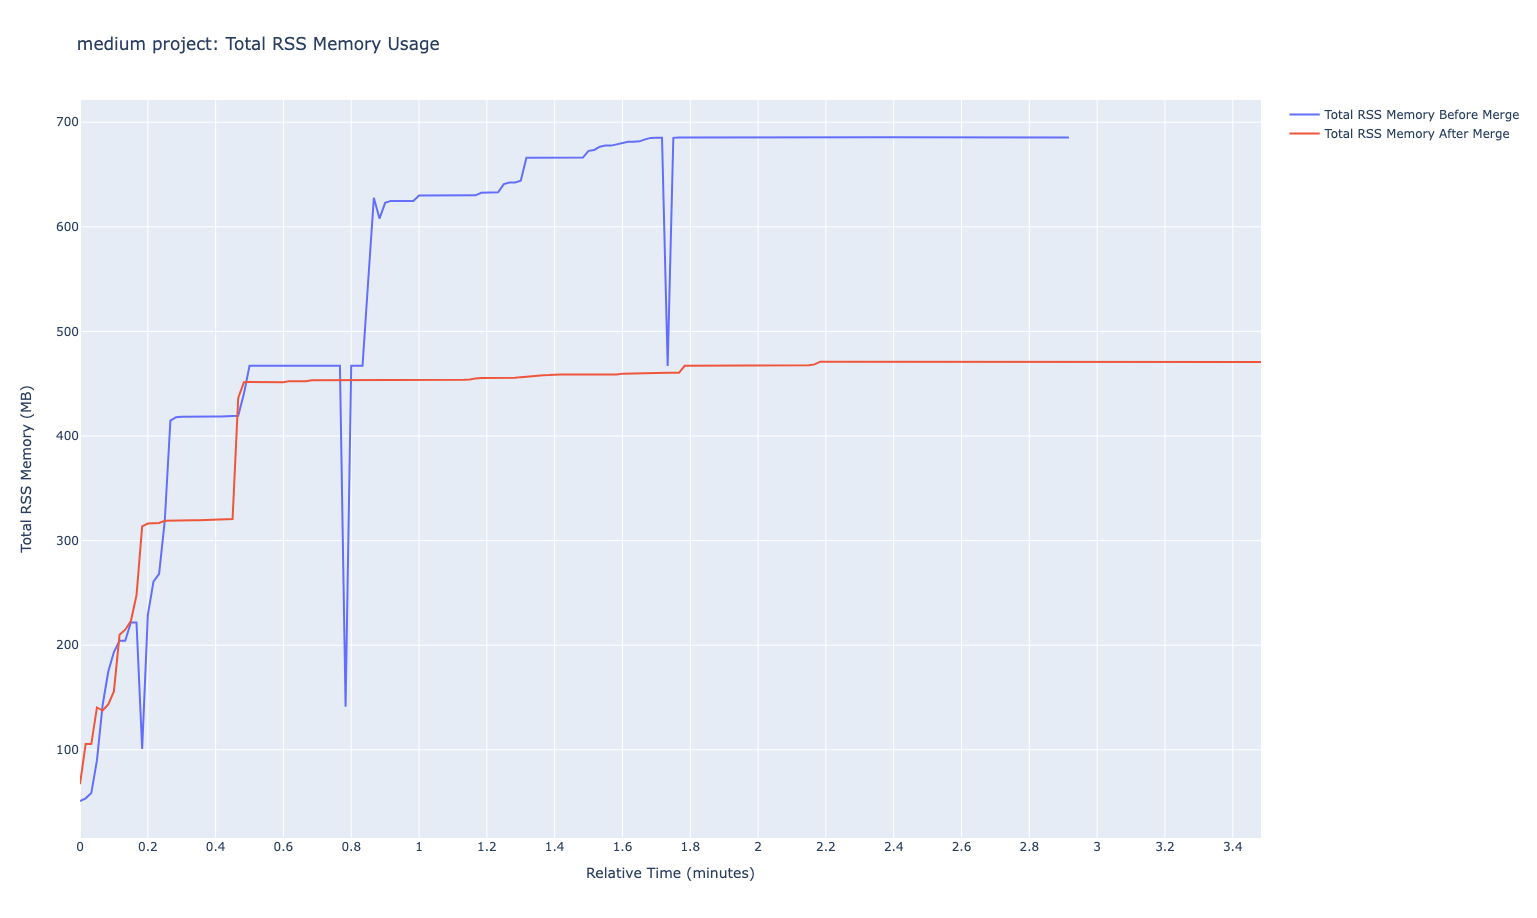 medium project: Total RSS Memory Usage
Total RSS Memory Before Merge
Total RSS Memory After Merge
Total RSS Memory (MB)
700
600
500
400
300
200
100
0 0.2 0.4 0.6 0.8 1 1.2 1.4 1.6 1.8 2 2.2 2.4 2.6 2.8 3 3.2 3.4
Relative Time (minutes)